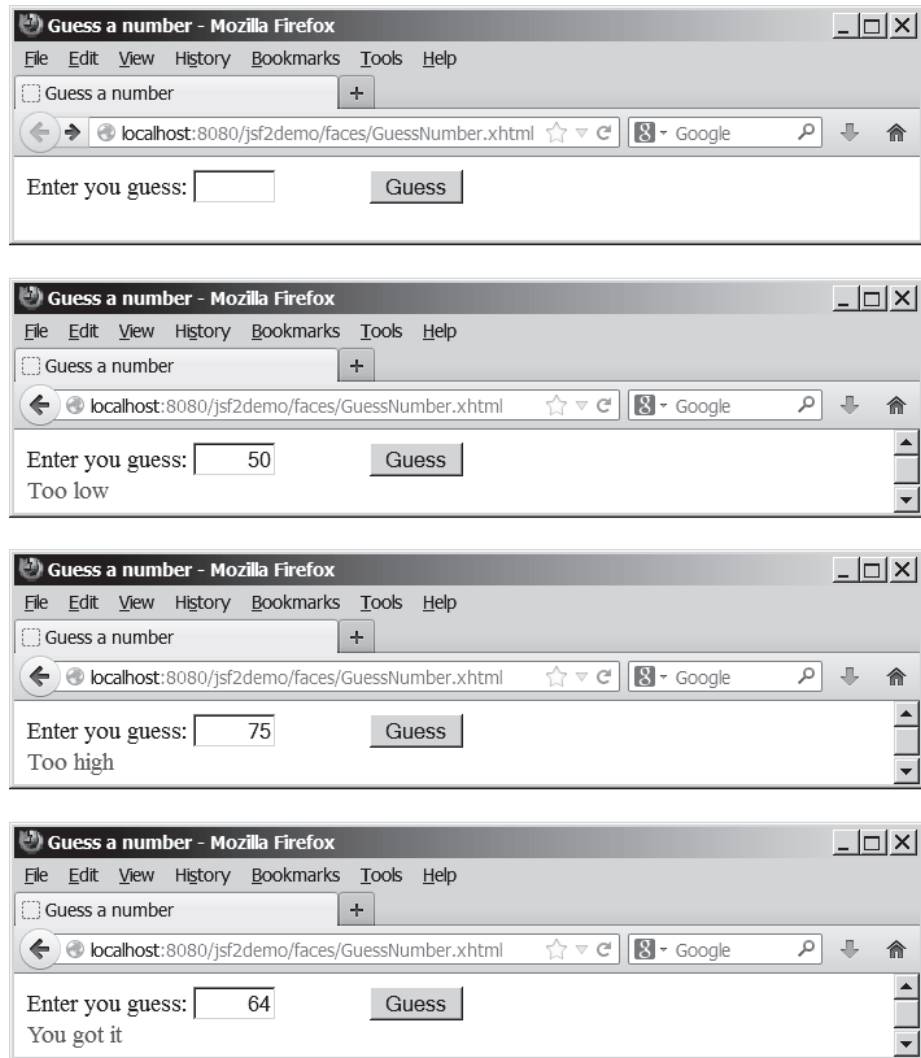 Guess a number - Mozilla Firefox
File Edit View History Bookmarks Tools Help
Guess a number +
localhost:8080/jsf2demo/faces/GuessNumber.xhtml 8 Google
Enter you guess: Guess
Guess a number - Mozilla Firefox
File Edit View History Bookmarks Tools Help
Guess a number +
localhost:8080/jsf2demo/faces/GuessNumber.xhtml 8 Google
Enter you guess: 50 Guess
Too low
Guess a number - Mozilla Firefox
File Edit View History Bookmarks Tools Help
Guess a number +
localhost:8080/jsf2demo/faces/GuessNumber.xhtml 8 Google
Enter you guess: 75 Guess
Too high
Guess a number - Mozilla Firefox
File Edit View History Bookmarks Tools Help
Guess a number +
localhost:8080/jsf2demo/faces/GuessNumber.xhtml 8 Google
Enter you guess: 64 Guess
You got it